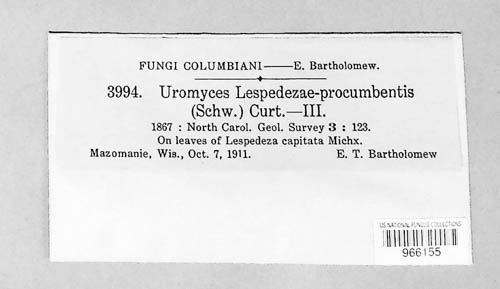 FUNGI COLUMBIANI——E. Bartholomew.
3994. Uromyces Lespedezae-procumbentis
(Schw.) Curt.—III.
1867 : North Carol. Geol. Survey 3 : 123.
On leaves of Lespedeza capitata Michx.
Mazomanie, Wis., Oct. 7, 1911. E. T. Bartholomew
US NATIONAL FUNGUS COLLECTIONS
966155